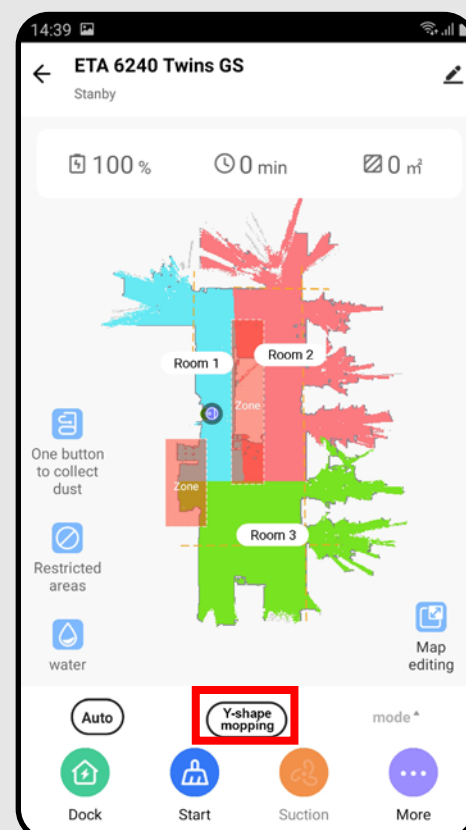 14:39
ETA 6240 Twins GS
Stanby
100 %
0 min
0 ㎡
Room 1
Room 2
Zone
One button
to collect
dust
Zone
Room 3
Restricted
areas
water
Map
editing
Auto
Y-shape
mopping
mode
Dock
Start
Suction
More